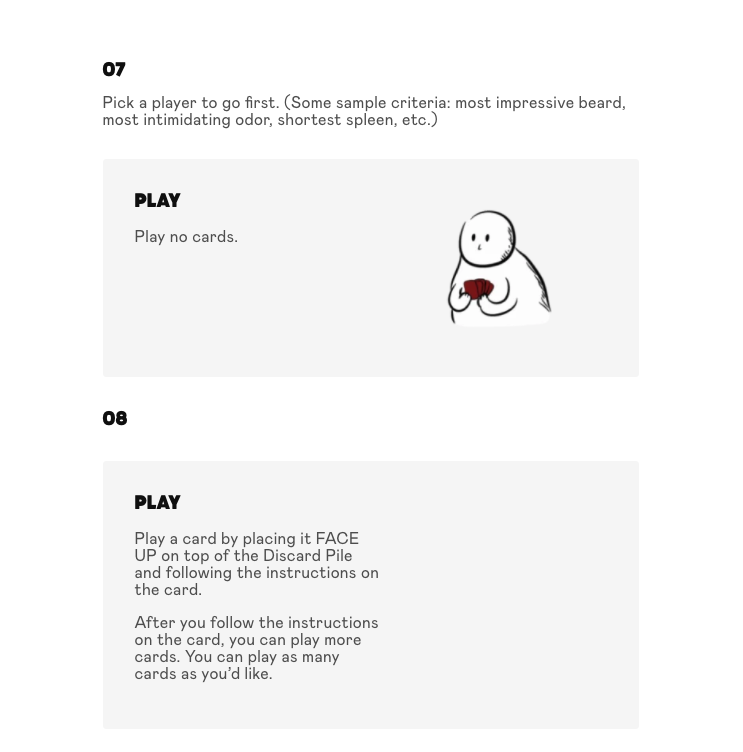 07
Pick a player to go first. (Some sample criteria: most impressive beard,
most intimidating odor, shortest spleen, etc.)
PLAY
Play no cards.
08
PLAY
Play a card by placing it FACE
UP on top of the Discard Pile
and following the instructions on
the card.
After you follow the instructions
on the card, you can play more
cards. You can play as many
cards as you’d like.